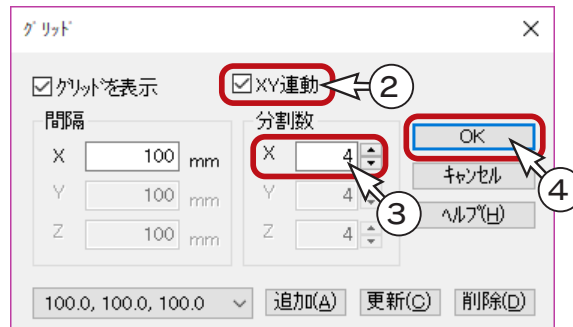 グリッド
グリッドを表示
XY連動
②
間隔
X 100 mm
Y 100 mm
Z 100 mm
分割数
X 4
Y 4
Z 4
③
OK
④
キャンセル
ヘルプ(H)
100.0, 100.0, 100.0
追加(A)
更新(C)
削除(D)